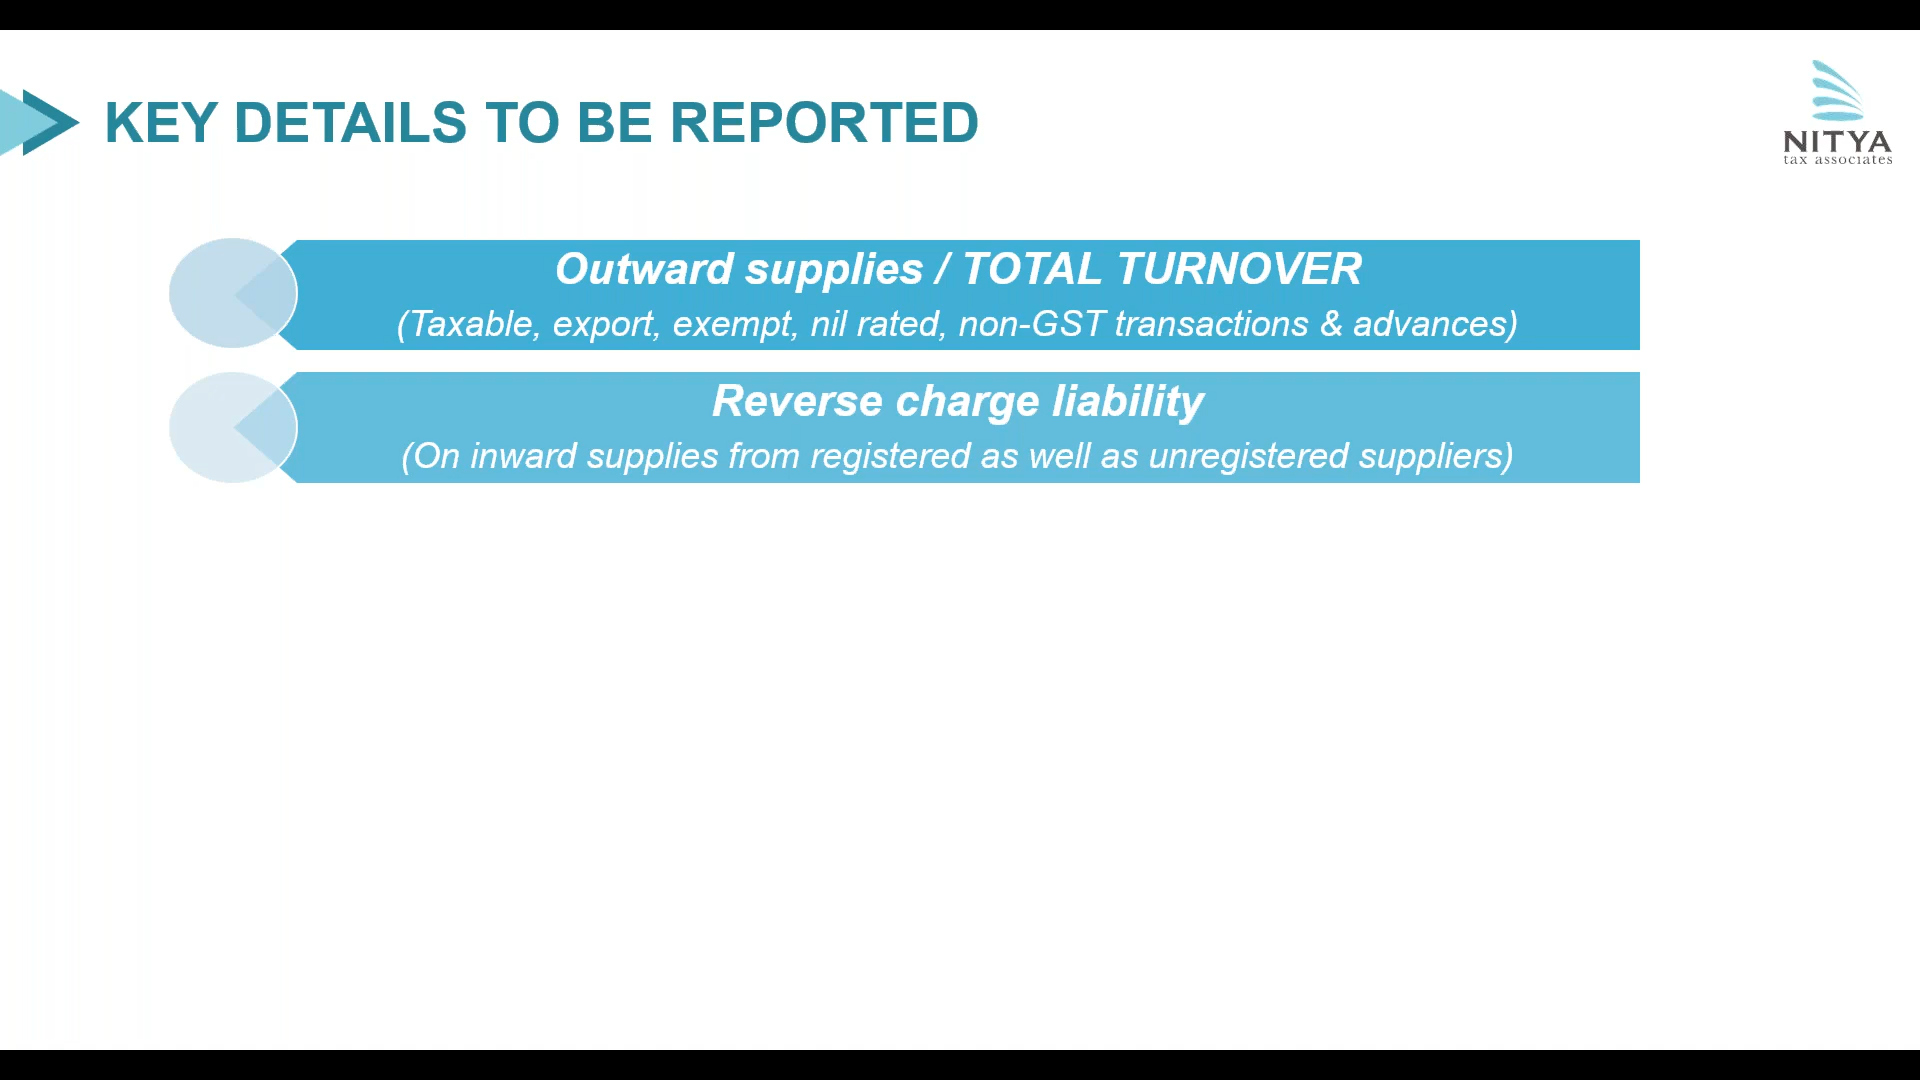 KEY DETAILS TO BE REPORTED
NITYA
tax associates
Outward supplies / TOTAL TURNOVER
(Taxable, export, exempt, nil rated, non-GST transactions & advances)
Reverse charge liability
(On inward supplies from registered as well as unregistered suppliers)